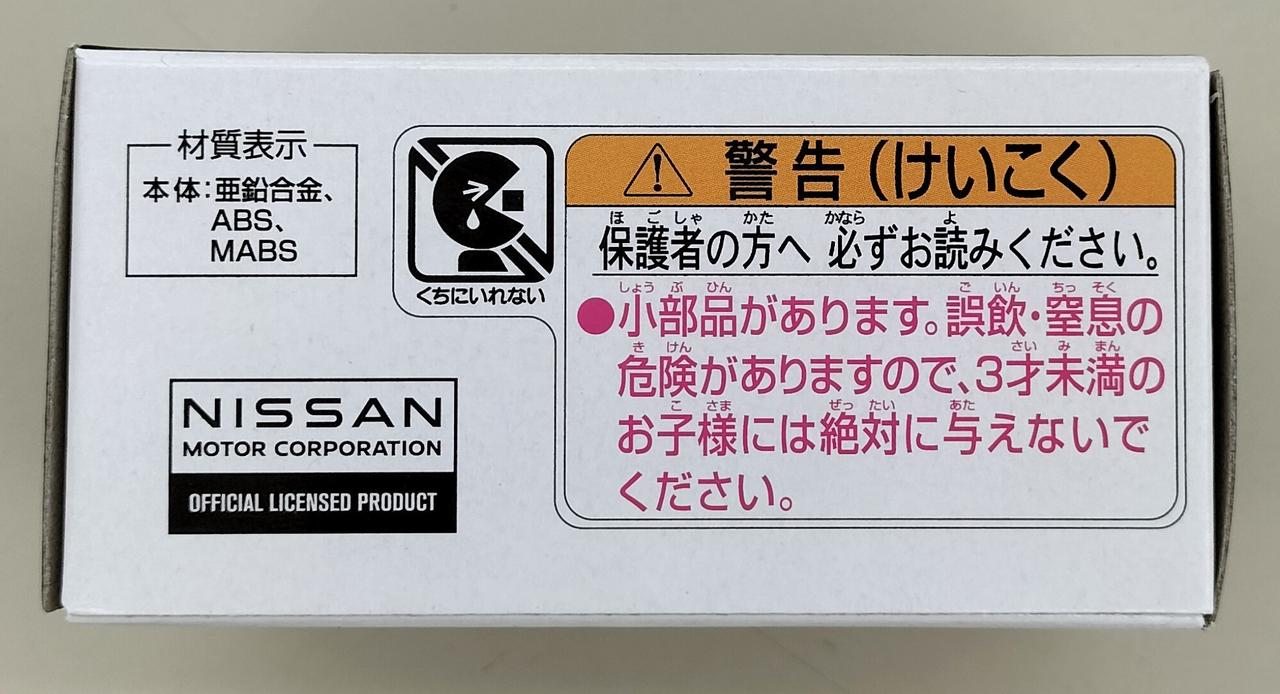 材質表示
本体：亜鉛合金、
ABS、
MABS
くちにいれない
NISSAN
MOTOR CORPORATION
OFFICIAL LICENSED PRODUCT
警告（けいこく）
ほ ご しゃ かた かなら よ
保護者の方へ 必ずお読みください。
しょう ぶ ひん ご いん ちっ そく
●小部品があります。誤飲・窒息の
き けん さい み まん
危険がありますので、3才未満の
こ さま ぜっ たい あた
お子様には絶対に与えないで
ください。